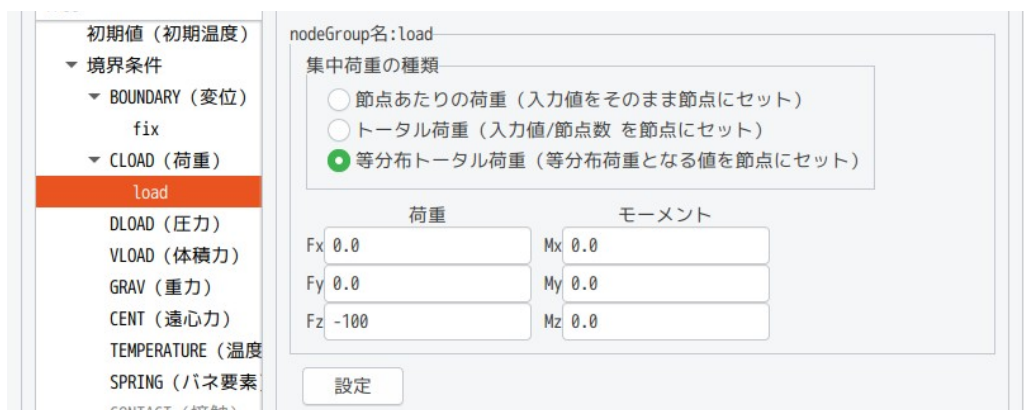 初期値（初期温度）
境界条件
BOUNDARY（変位）
fix
CLOAD（荷重）
load
DLOAD（圧力）
VLOAD（体積力）
GRAV（重力）
CENT（遠心力）
TEMPERATURE（温度
SPRING（バネ要素
CONTACT（接触）
nodeGroup名:load
集中荷重の種類
節点あたりの荷重（入力値をそのまま節点にセット）
トータル荷重（入力値/節点数 を節点にセット）
等分布トータル荷重（等分布荷重となる値を節点にセット）
荷重 モーメント
Fx 0.0 Mx 0.0
Fy 0.0 My 0.0
Fz -100 Mz 0.0
設定